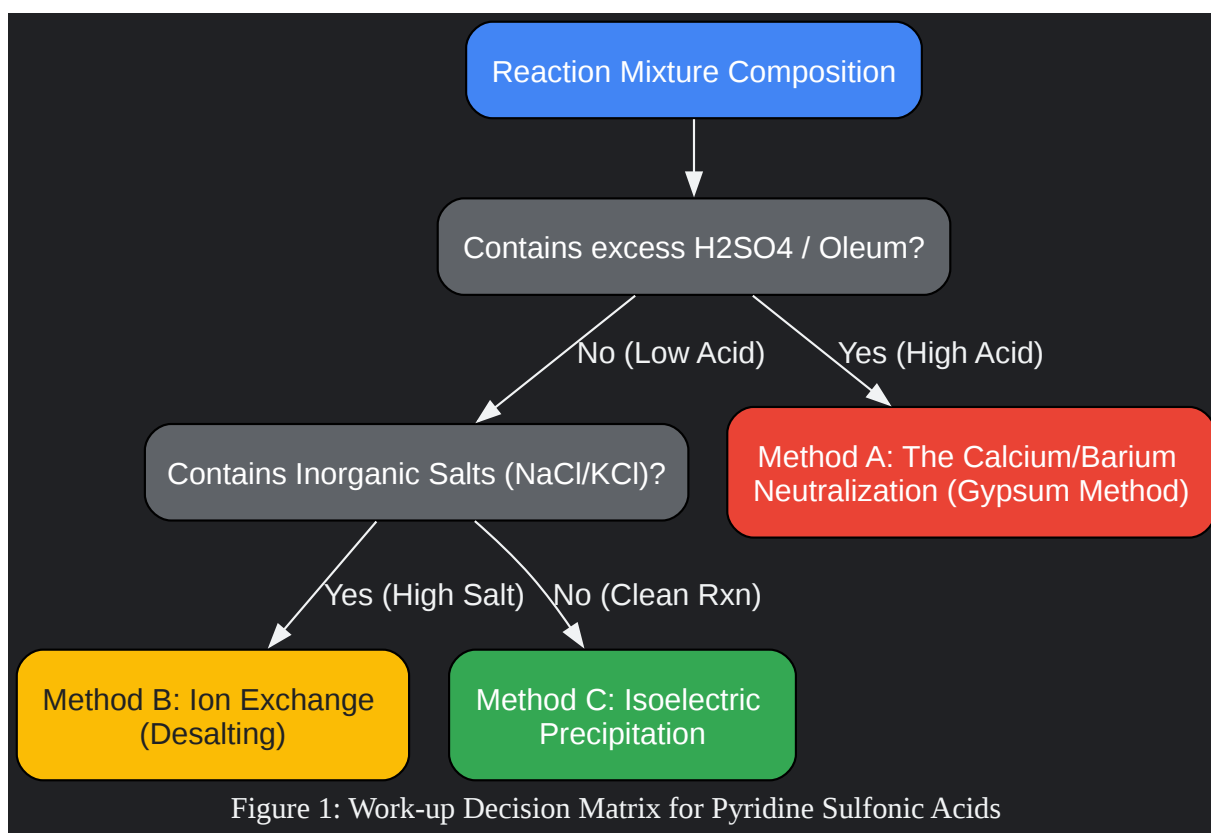 Reaction Mixture Composition
Contains excess H2SO4 / Oleum?
No (Low Acid)
Yes (High Acid)
Contains Inorganic Salts (NaCl/KCl)?
Method A: The Calcium/Barium
Neutralization (Gypsum Method)
Yes (High Salt)
No (Clean Rxn)
Method B: Ion Exchange
(Desalting)
Method C: Isoelectric
Precipitation
Figure 1: Work-up Decision Matrix for Pyridine Sulfonic Acids